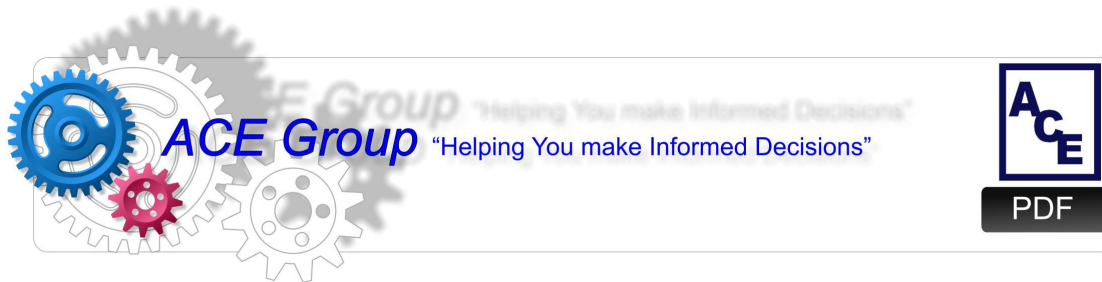 ACE Group “Helping You make Informed Decisions”
ACE
PDF